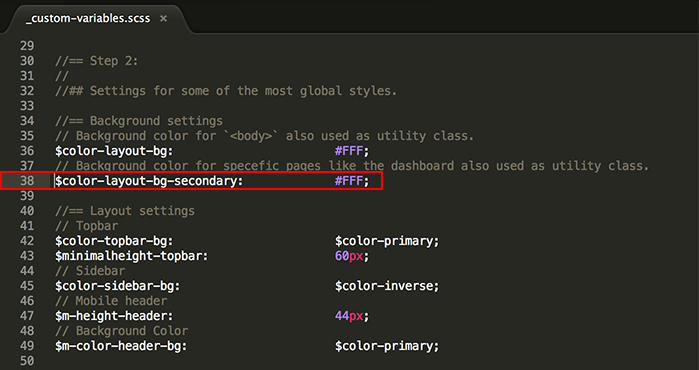 _custom-variables.scss ×
29
30 //== Step 2:
31 //
32 //## Settings for some of the most global styles.
33
34 //== Background settings
35 // Background color for `<body>` also used as utility class.
36 $color-layout-bg: #FFF;
37 // Background color for specefic pages like the dashboard also used as utility class.
38 $color-layout-bg-secondary: #FFF;
39
40 //== Layout settings
41 // Topbar
42 $color-topbar-bg: $color-primary;
43 $minimalheight-topbar: 60px;
44 // Sidebar
45 $color-sidebar-bg: $color-inverse;
46 // Mobile header
47 $m-height-header: 44px;
48 // Background Color
49 $m-color-header-bg: $color-primary;
50